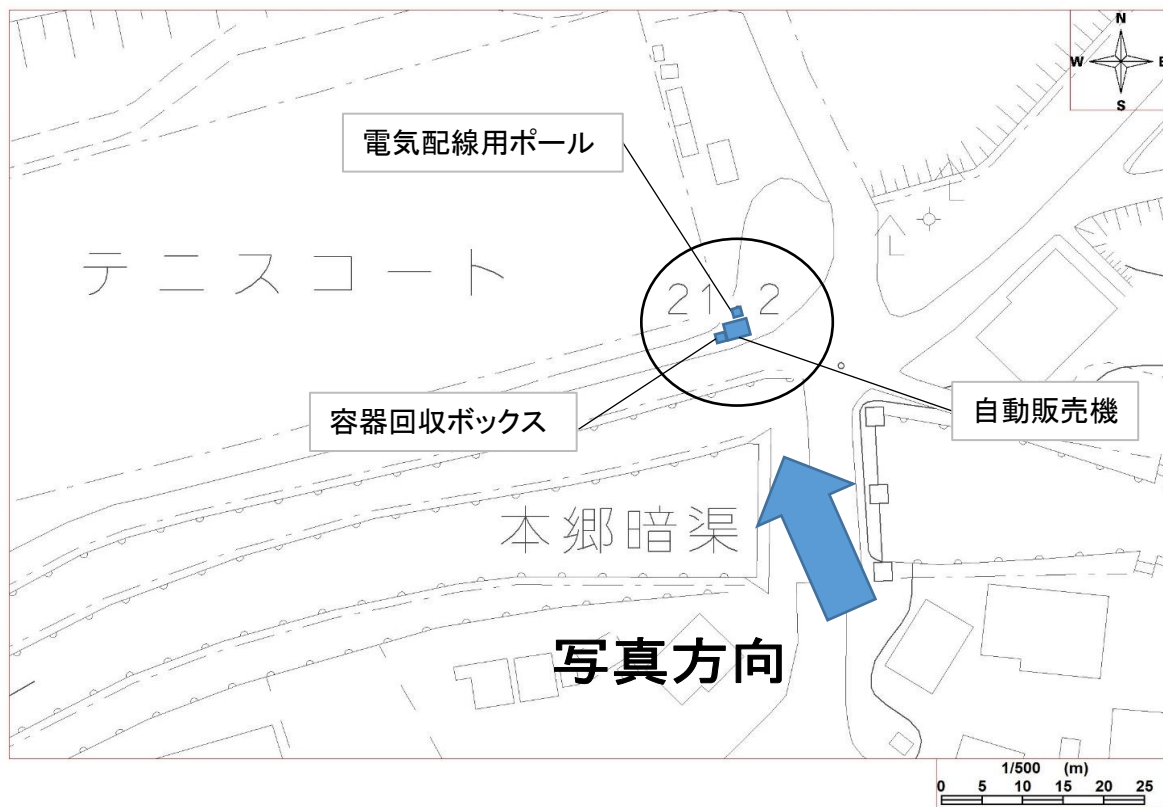 N
W E
S
電気配線用ポール
テニスコート
21 2
容器回収ボックス
自動販売機
本郷暗渠
写真方向
1/500 (m)
0 5 10 15 20 25